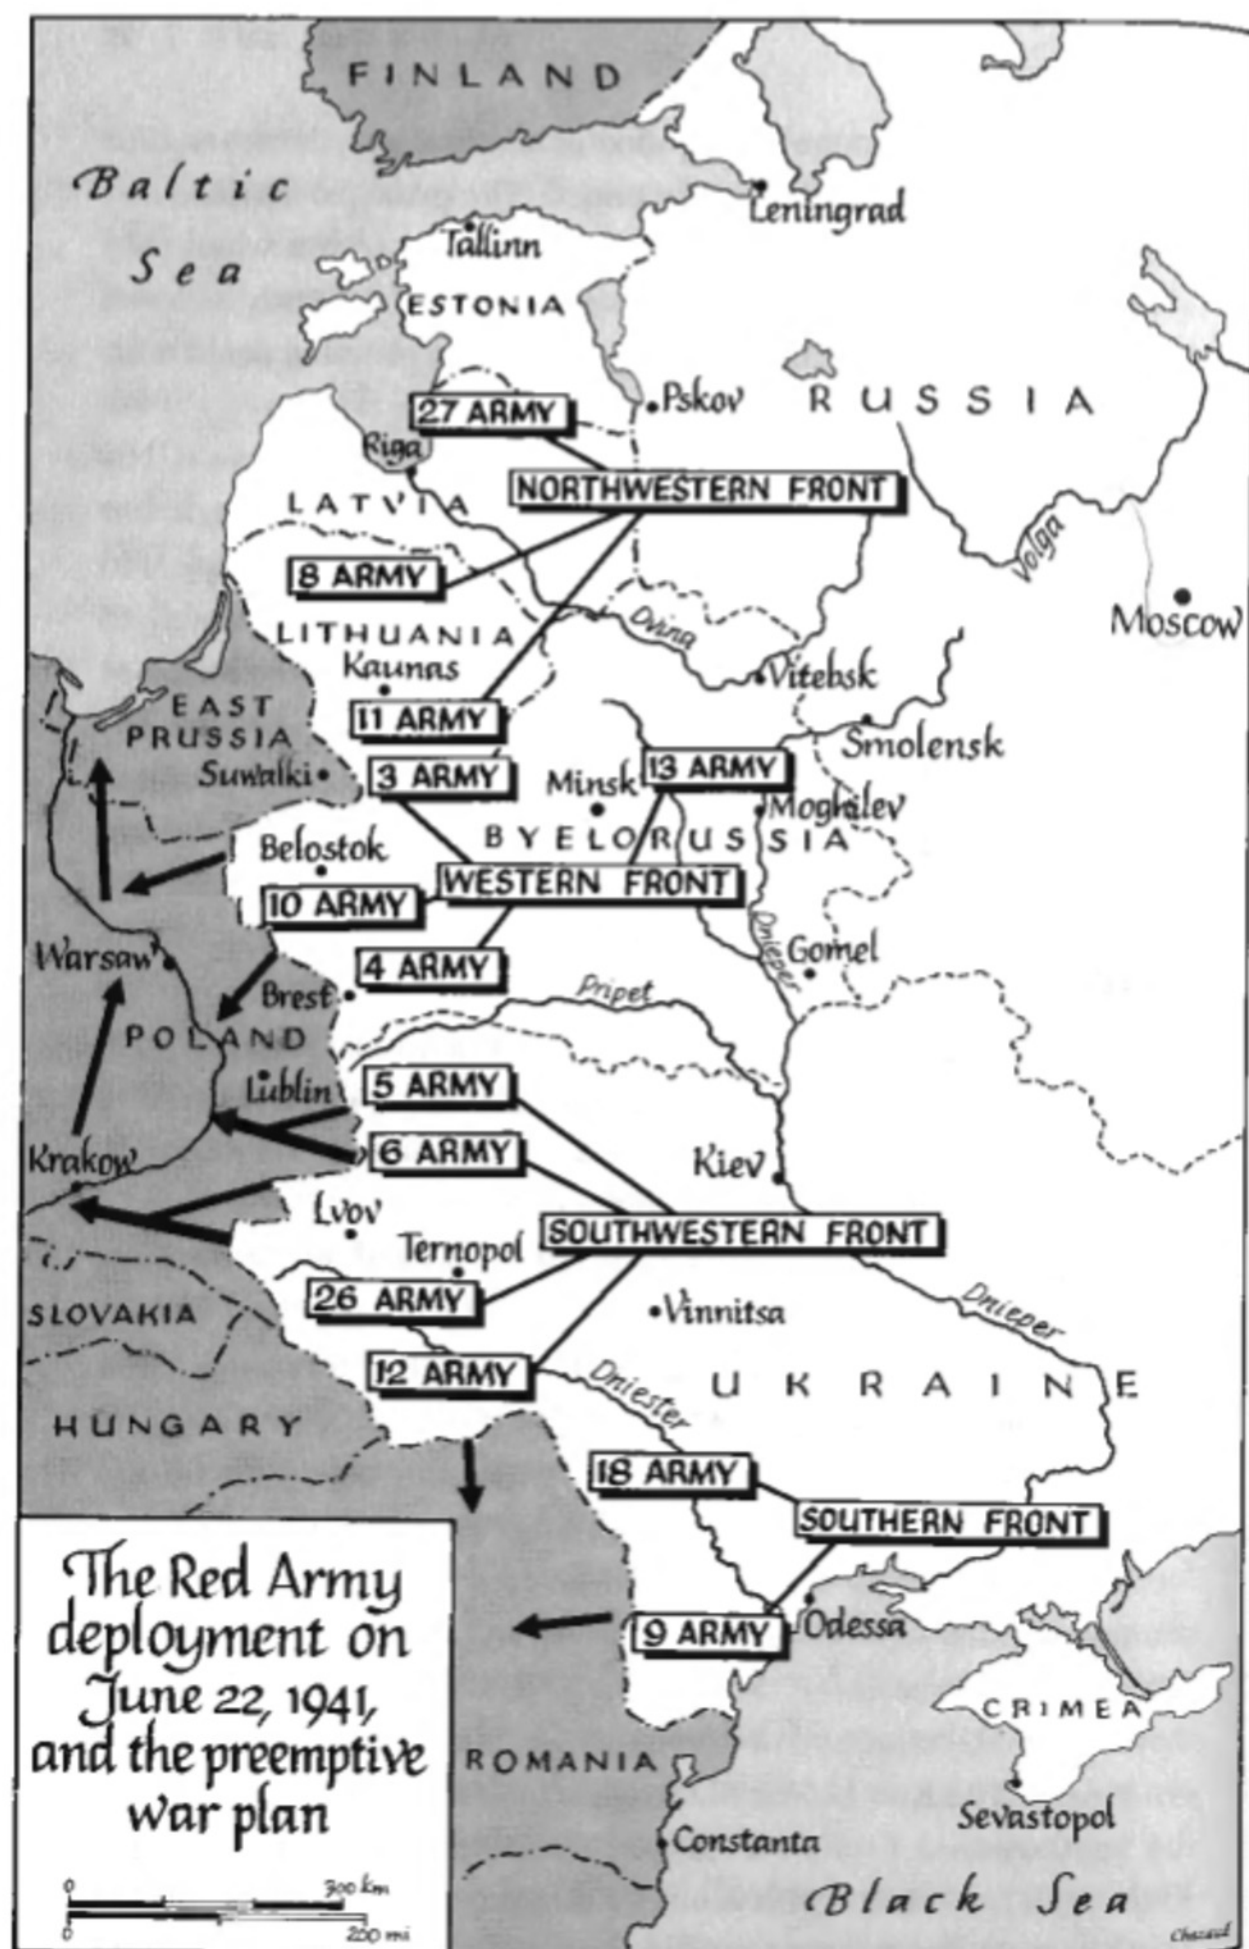 FINLAND
Baltic
Sea
Leningrad
Tallinn
ESTONIA
27 ARMY
Pskov
RUSSIA
Riga
NORTHWESTERN FRONT
LATVIA
Volga
8 ARMY
Moscow
LITHUANIA
Dvina
Kaunas
Vitebsk
EAST
PRUSSIA
11 ARMY
Smolensk
Suwalki
3 ARMY
Minsk
13 ARMY
Moghilev
Belostok
BYELORUSSIA
WESTERN FRONT
10 ARMY
Dnieper
Gomel
Warsaw
4 ARMY
Brest
Pripet
POLAND
Lublin
5 ARMY
Krakow
6 ARMY
Kiev
Lvov
SOUTHWESTERN FRONT
Ternopol
26 ARMY
Vinnitsa
Dnieper
SLOVAKIA
12 ARMY
Dniester
UKRAINE
HUNGARY
18 ARMY
SOUTHERN FRONT
The Red Army
deployment on
June 22, 1941,
and the preemptive
war plan
9 ARMY
Odessa
CRIMEA
ROMANIA
Sevastopol
Constanta
0 300 km
0 200 mi
Black Sea
Chazaud